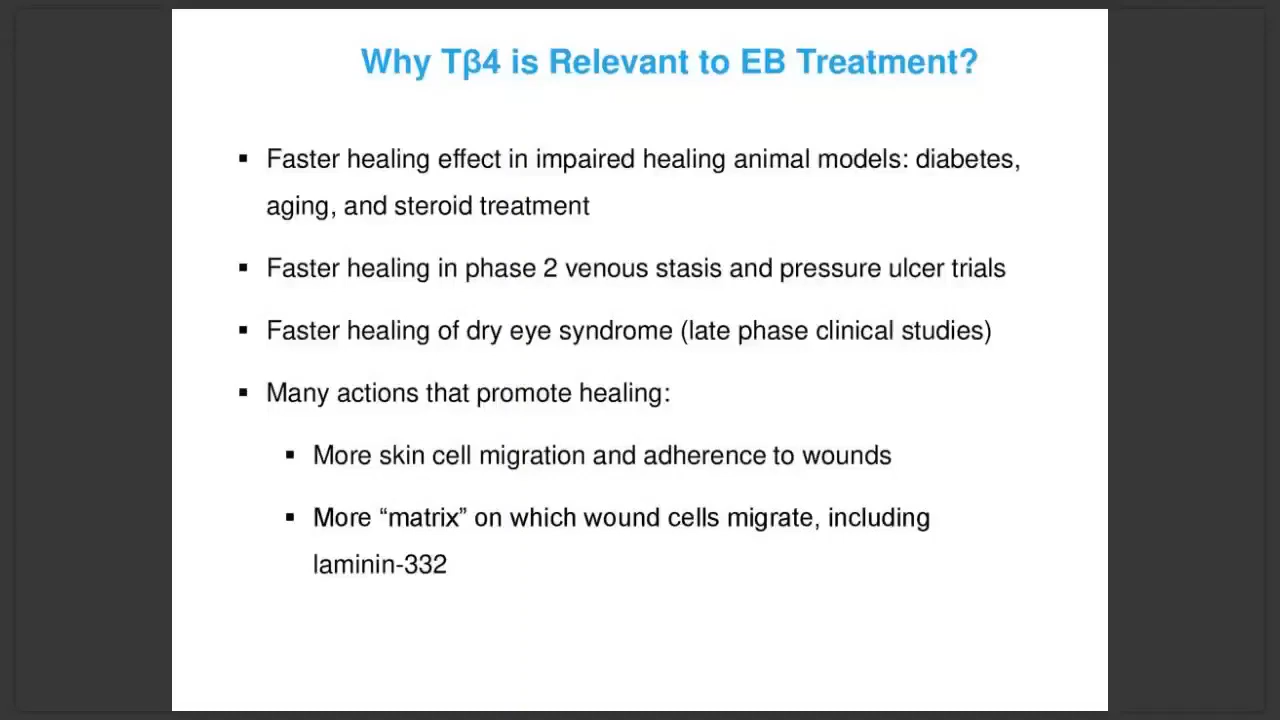 Why Tβ4 is Relevant to EB Treatment?
▪ Faster healing effect in impaired healing animal models: diabetes,
aging, and steroid treatment
▪ Faster healing in phase 2 venous stasis and pressure ulcer trials
▪ Faster healing of dry eye syndrome (late phase clinical studies)
▪ Many actions that promote healing:
▪ More skin cell migration and adherence to wounds
▪ More “matrix” on which wound cells migrate, including
laminin-332